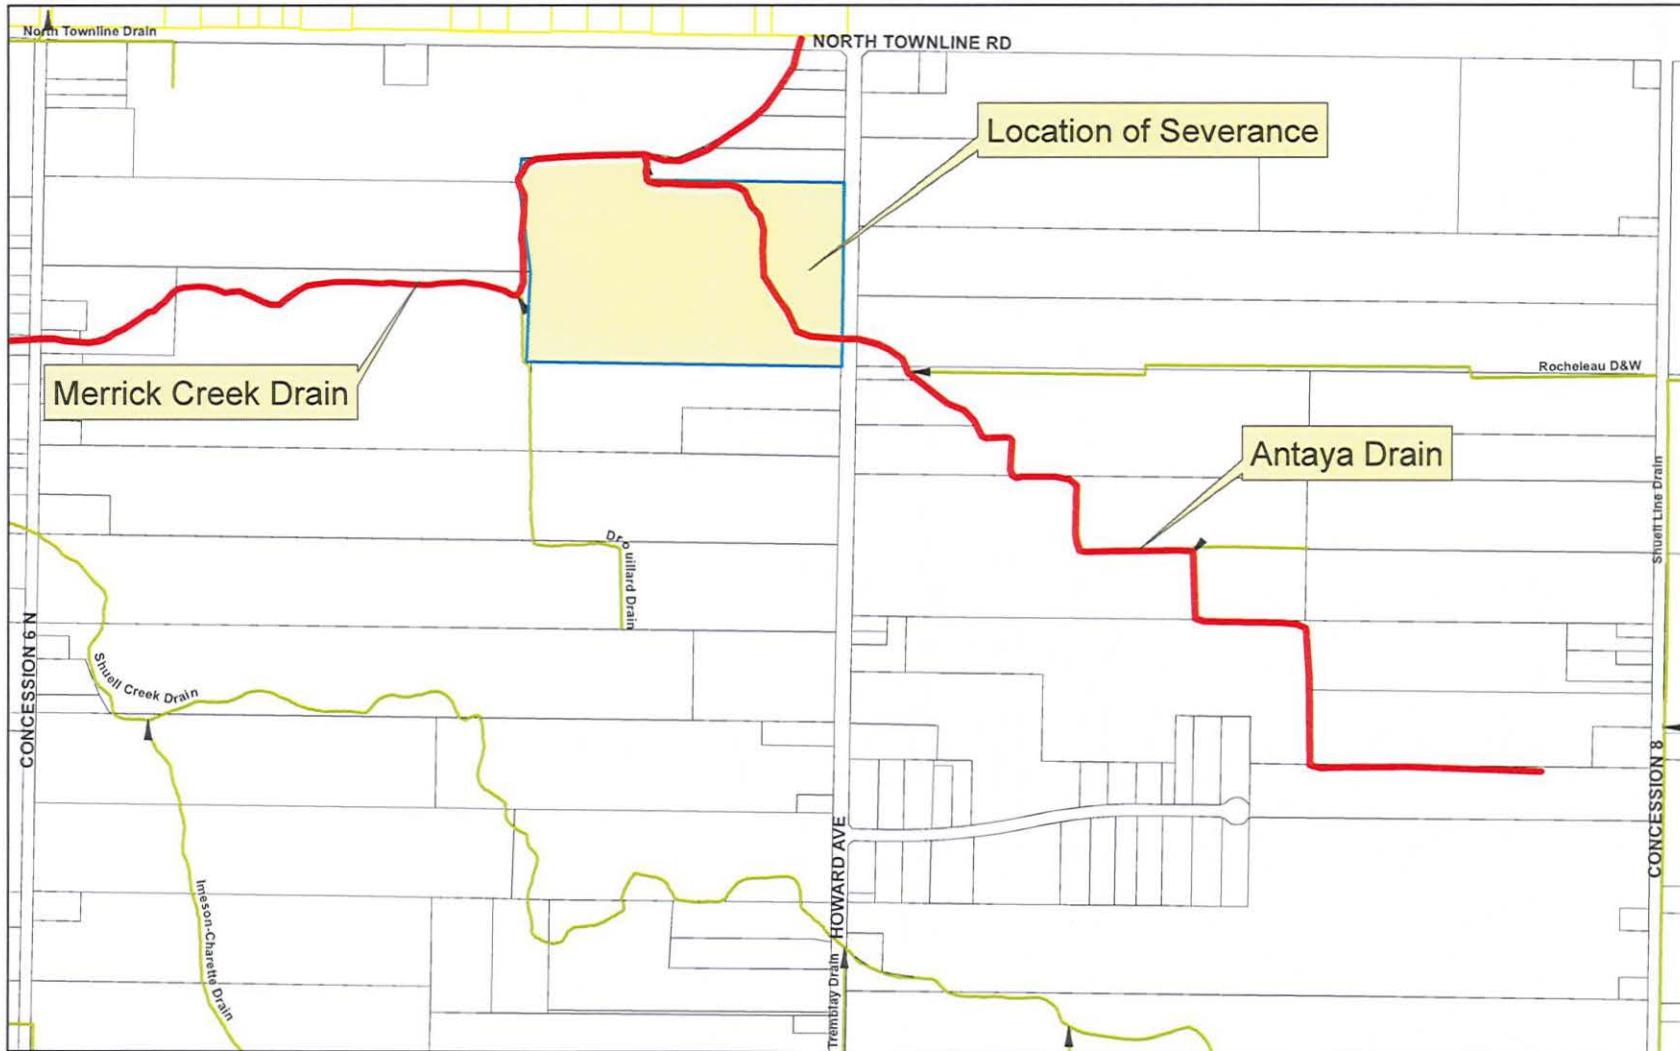 North Townline Drain
NORTH TOWNLINE RD
Location of Severance
Rocheleau D&W
Merrick Creek Drain
Antaya Drain
Shuell Line Drain
Drouillard Drain
CONCESSION 6 N
Shuell Creek Drain
CONCESSION 8
HOWARD AVE
Imeson-Charette Drain
Tremblay Drain